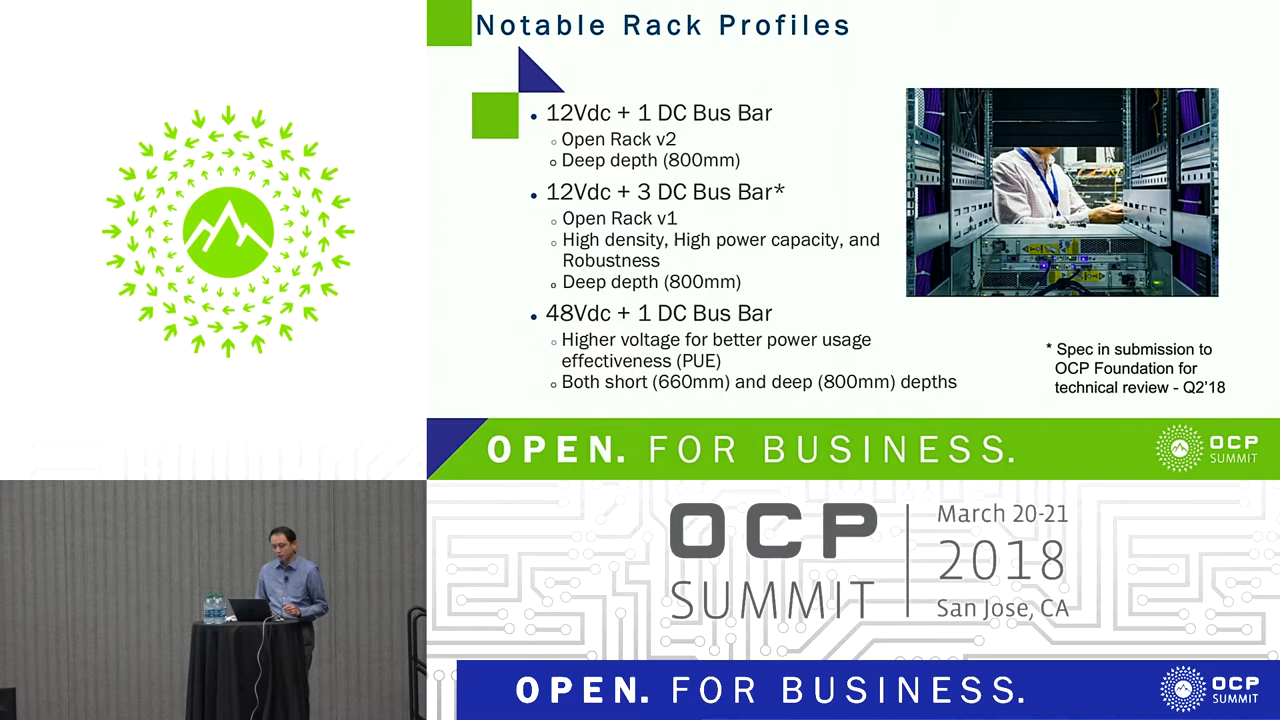 Notable Rack Profiles
• 12Vdc + 1 DC Bus Bar
○ Open Rack v2
○ Deep depth (800mm)
• 12Vdc + 3 DC Bus Bar*
○ Open Rack v1
○ High density, High power capacity, and
Robustness
○ Deep depth (800mm)
• 48Vdc + 1 DC Bus Bar
○ Higher voltage for better power usage
effectiveness (PUE)
○ Both short (660mm) and deep (800mm) depths
* Spec in submission to
OCP Foundation for
technical review - Q2'18
OPEN. FOR BUSINESS.
OCP
SUMMIT
OCP
SUMMIT
March 20-21
2018
San Jose, CA
OPEN. FOR BUSINESS.
OCP
SUMMIT